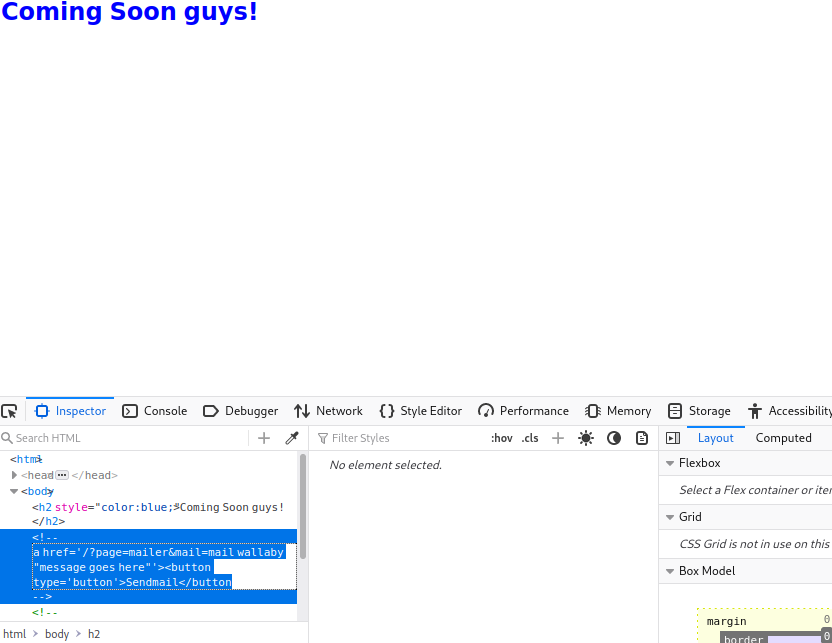 Coming Soon guys!
Inspector Console Debugger Network Style Editor Performance Memory Storage Accessibility
Search HTML
Filter Styles :hov .cls Layout Computed
<html>
<head> ••• </head>
<body>
<h2 style="color:blue;">Coming Soon guys!
</h2>
<!--
a href='/?page=mailer&mail=mail wallaby
"message goes here"'><button
type='button'>Sendmail</button
-->
<!--
html > body > h2
No element selected.
Flexbox
Select a Flex container or iter
Grid
CSS Grid is not in use on this
Box Model
margin 0
border 0